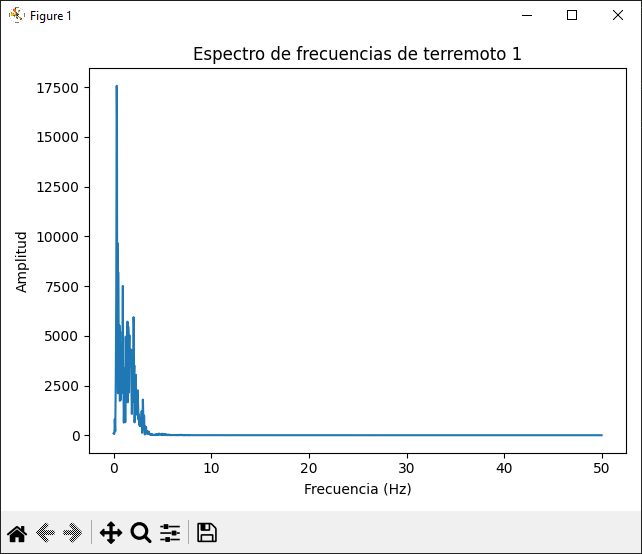 Figure 1
Espectro de frecuencias de terremoto 1
17500
15000
12500
10000
7500
5000
2500
0
Amplitud
0 10 20 30 40 50
Frecuencia (Hz)